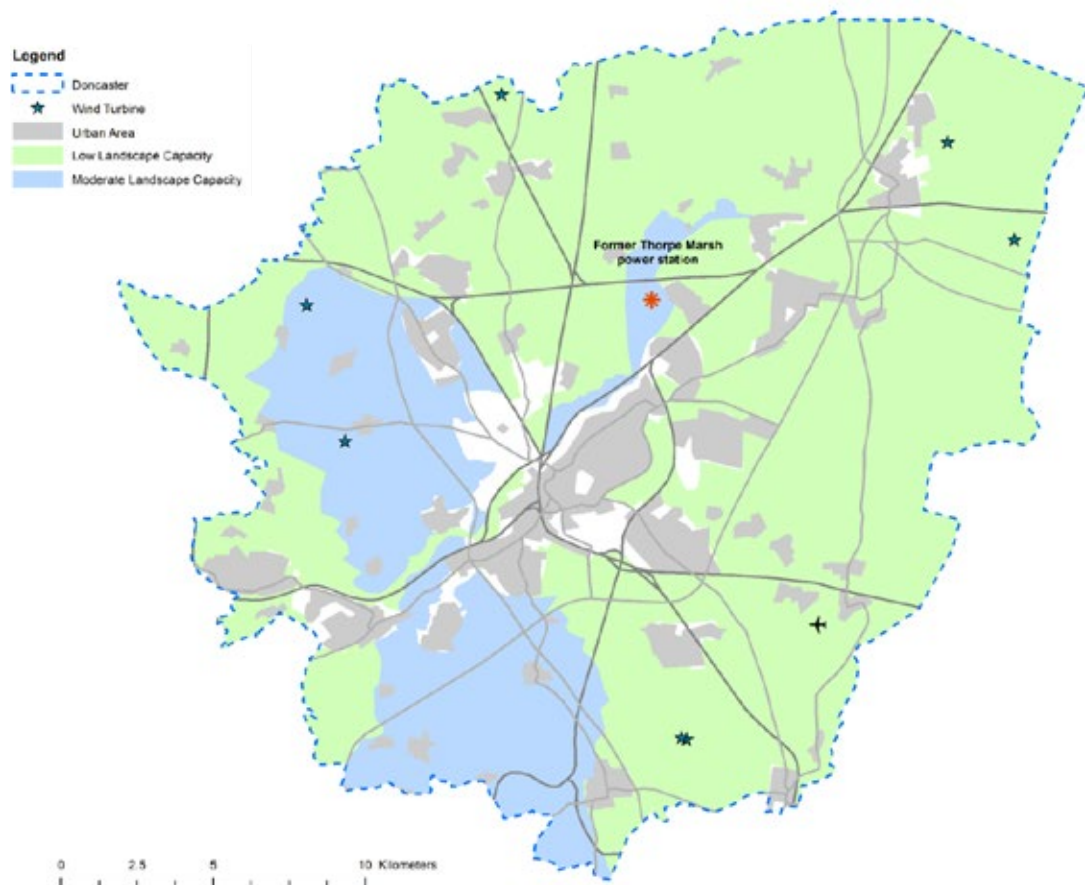 Legend
Doncaster
Wind Turbine
Urban Area
Low Landscape Capacity
Moderate Landscape Capacity
Former Thorpe Marsh
power station
0 2.5 5 10 Kilometers